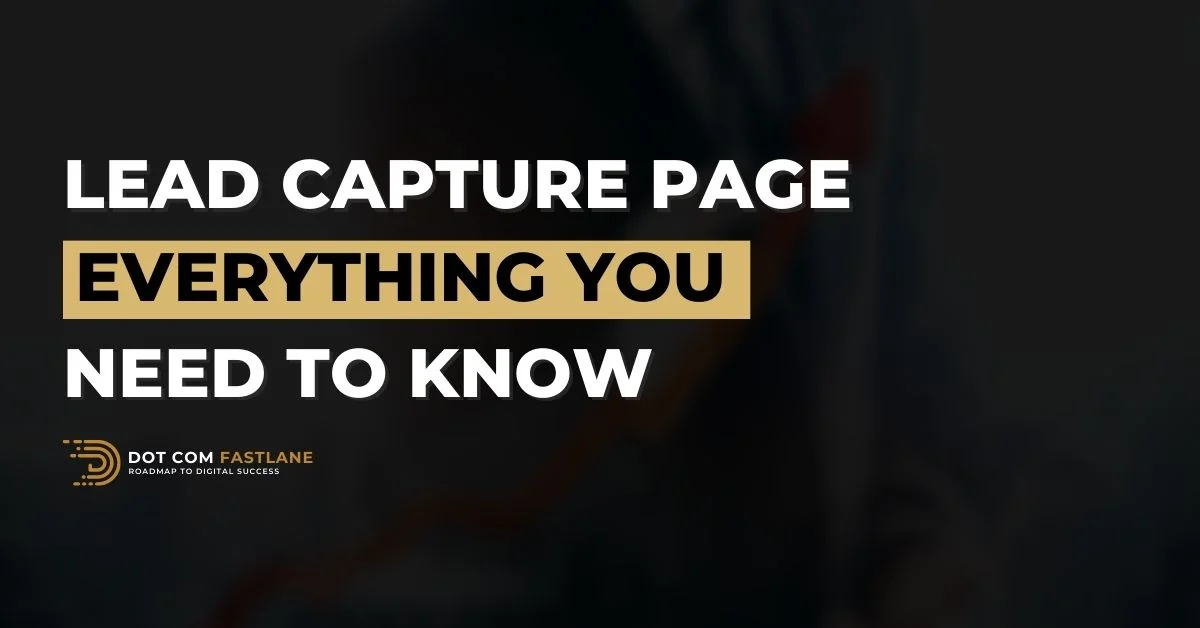 LEAD CAPTURE PAGE
EVERYTHING YOU
NEED TO KNOW
DOT COM FASTLANE
ROADMAP TO DIGITAL SUCCESS